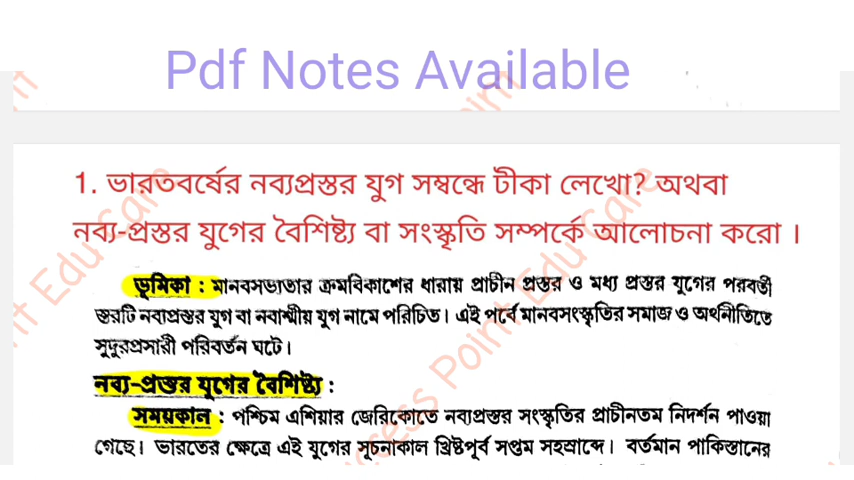 Pdf Notes Available
1. ভারতবর্ষের নব্যপ্রস্তর যুগ সম্বন্ধে টীকা লেখো? অথবা
নব্য-প্রস্তর যুগের বৈশিষ্ট্য বা সংস্কৃতি সম্পর্কে আলোচনা করো ।
ভূমিকা : মানবসভ্যতার ক্রমবিকাশের ধারায় প্রাচীন প্রস্তর ও মধ্য প্রস্তর যুগের পরবর্তী
স্তরটি নব্যপ্রস্তর যুগ বা নবাশ্মীয় যুগ নামে পরিচিত। এই পর্বে মানবসংস্কৃতির সমাজ ও অর্থনীতিতে
সুদূরপ্রসারী পরিবর্তন ঘটে।
নব্য-প্রস্তর যুগের বৈশিষ্ট্য :
সময়কাল : পশ্চিম এশিয়ার জেরিকোতে নব্যপ্রস্তর সংস্কৃতির প্রাচীনতম নিদর্শন পাওয়া
গেছে। ভারতের ক্ষেত্রে এই যুগের সূচনাকাল খ্রিষ্টপূর্ব সপ্তম সহস্রাব্দে। বর্তমান পাকিস্তানের